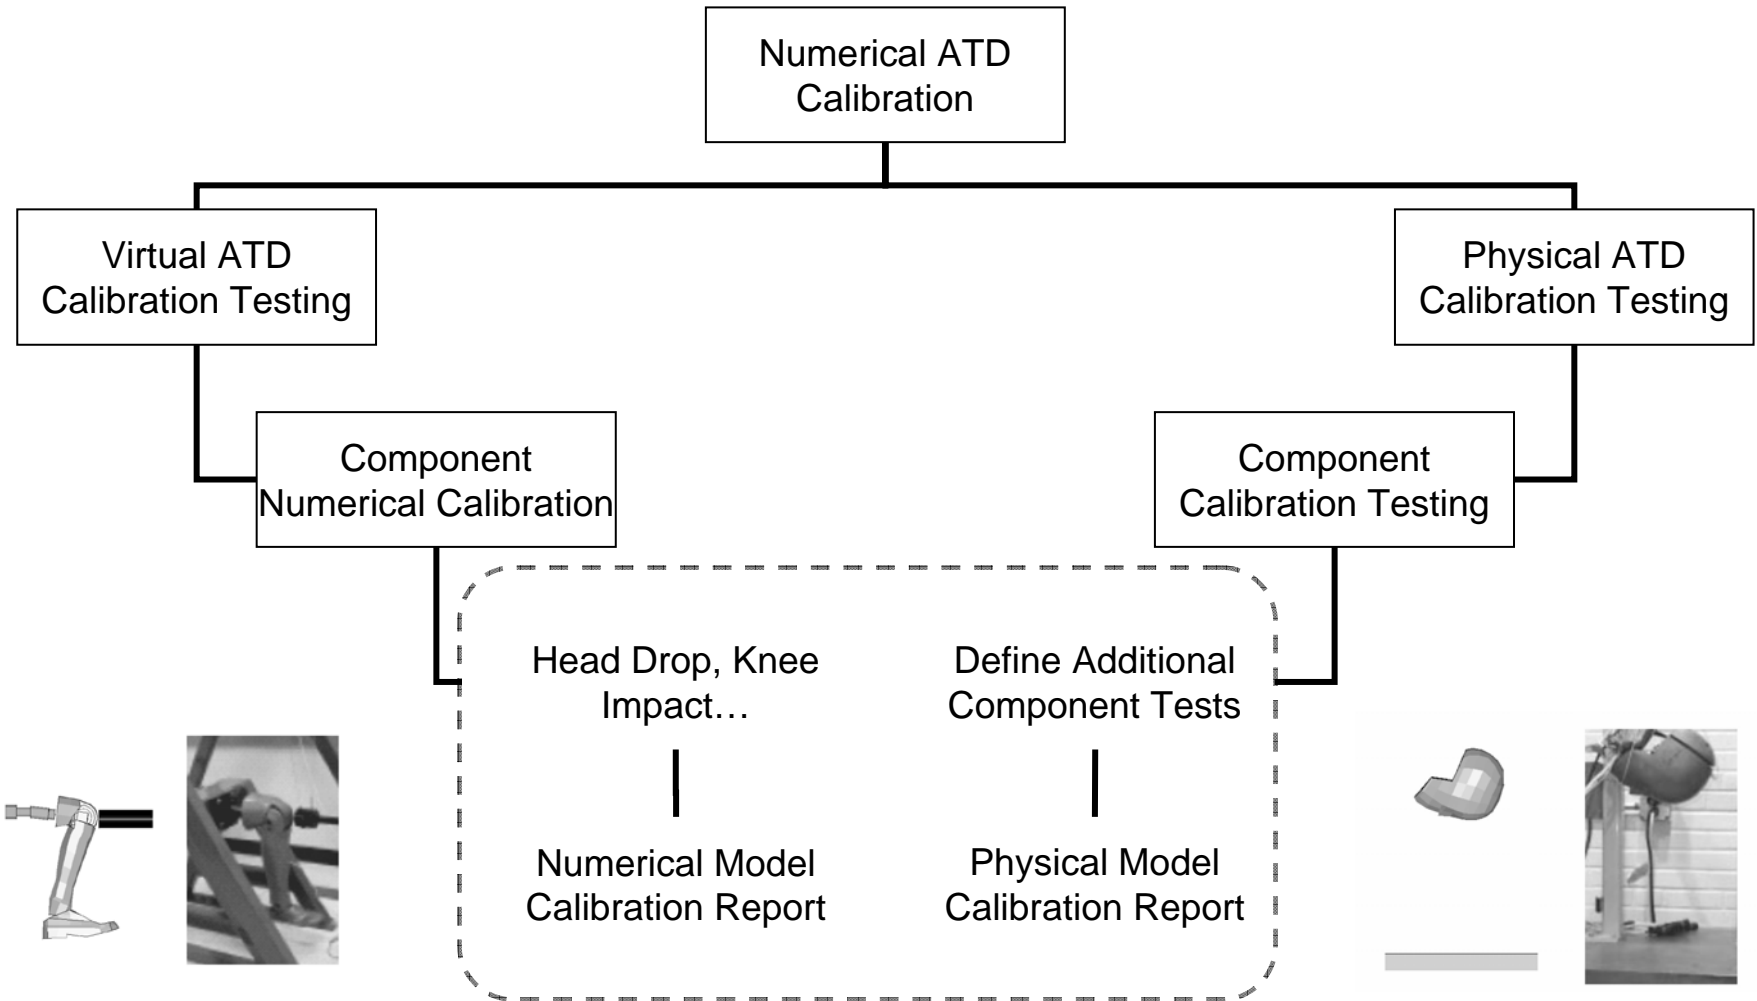 Numerical ATD
Calibration
Virtual ATD
Calibration Testing
Physical ATD
Calibration Testing
Component
Numerical Calibration
Component
Calibration Testing
Head Drop, Knee
Impact…
Define Additional
Component Tests
Numerical Model
Calibration Report
Physical Model
Calibration Report